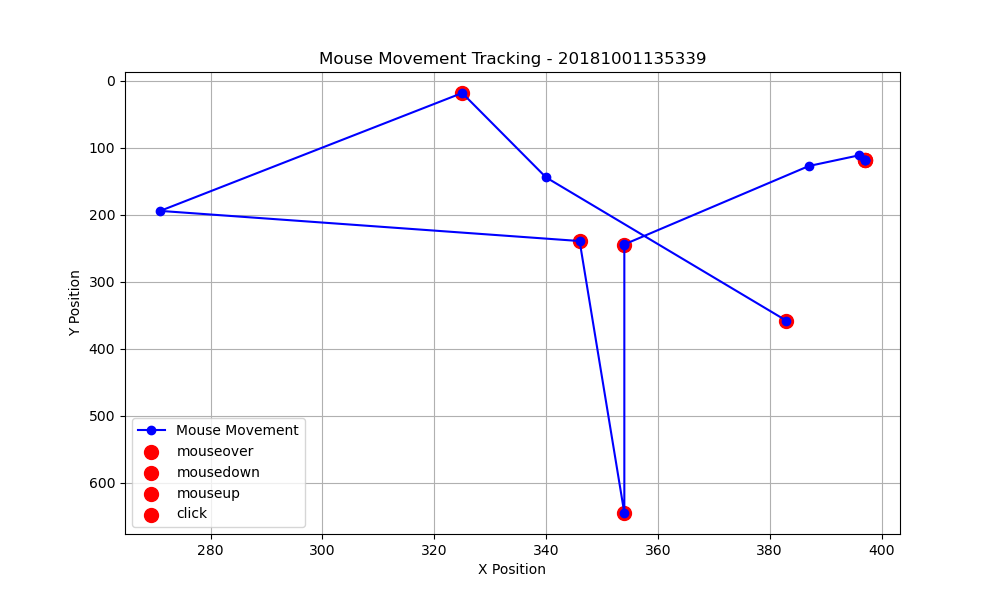 Mouse Movement Tracking - 20181001135339
0
100
200
300
400
500
600
Y Position
Mouse Movement
mouseover
mousedown
mouseup
click
280
300
320
340
360
380
400
X Position